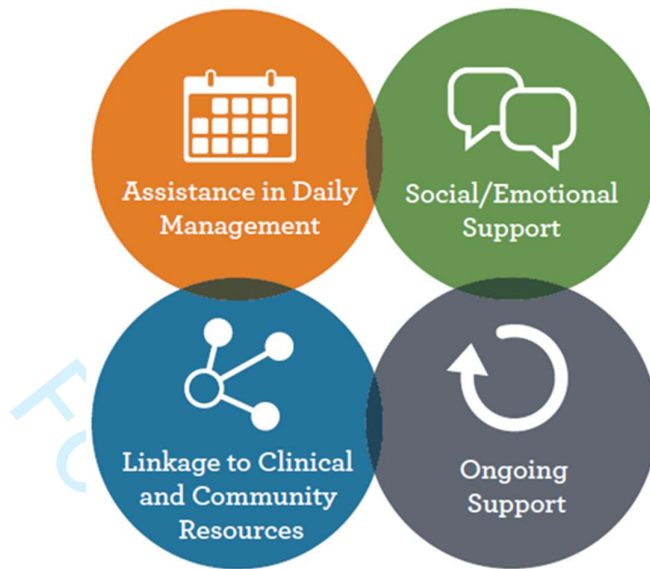 Assistance in Daily
Management
Social/Emotional
Support
Linkage to Clinical
and Community
Resources
Ongoing
Support